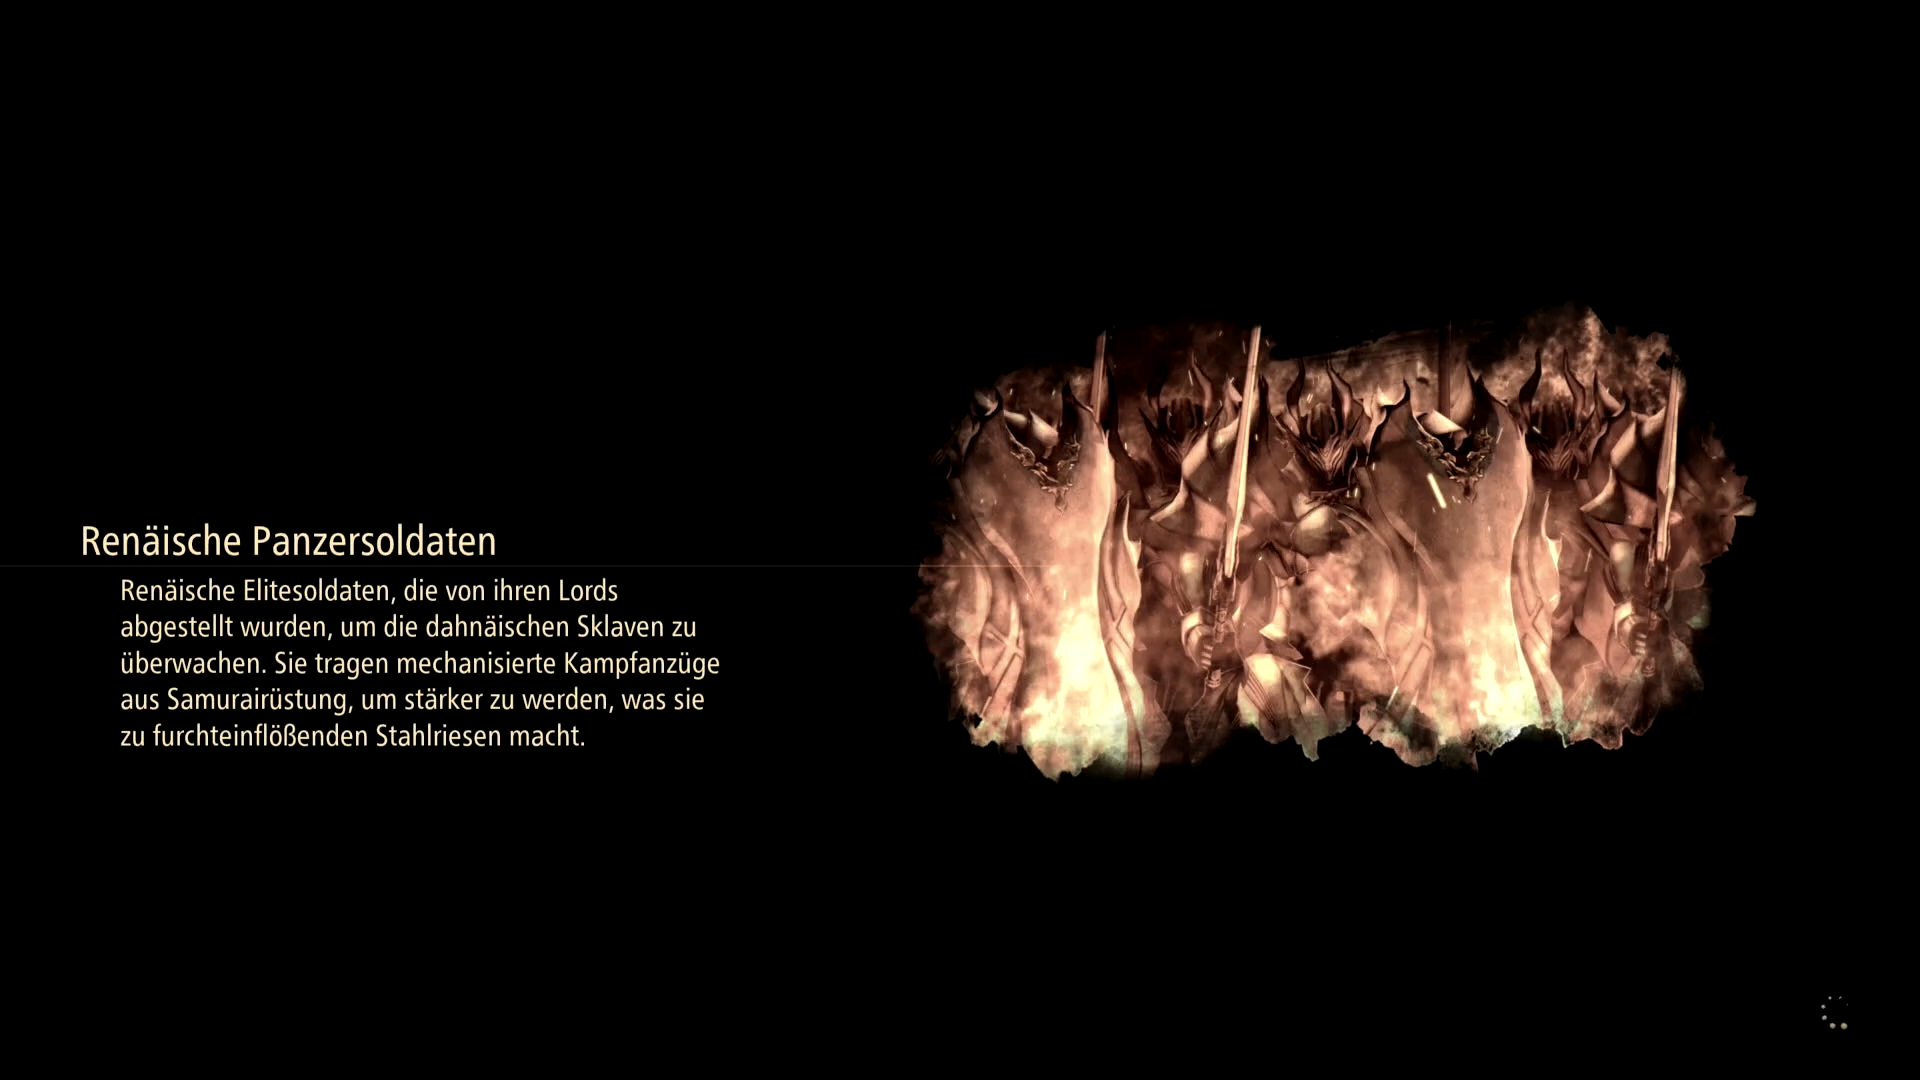 Renäische Panzersoldaten
Renäische Elitesoldaten, die von ihren Lords
abgestellt wurden, um die dahnäischen Sklaven zu
überwachen. Sie tragen mechanisierte Kampfanzüge
aus Samurairüstung, um stärker zu werden, was sie
zu furchteinflößenden Stahlriesen macht.